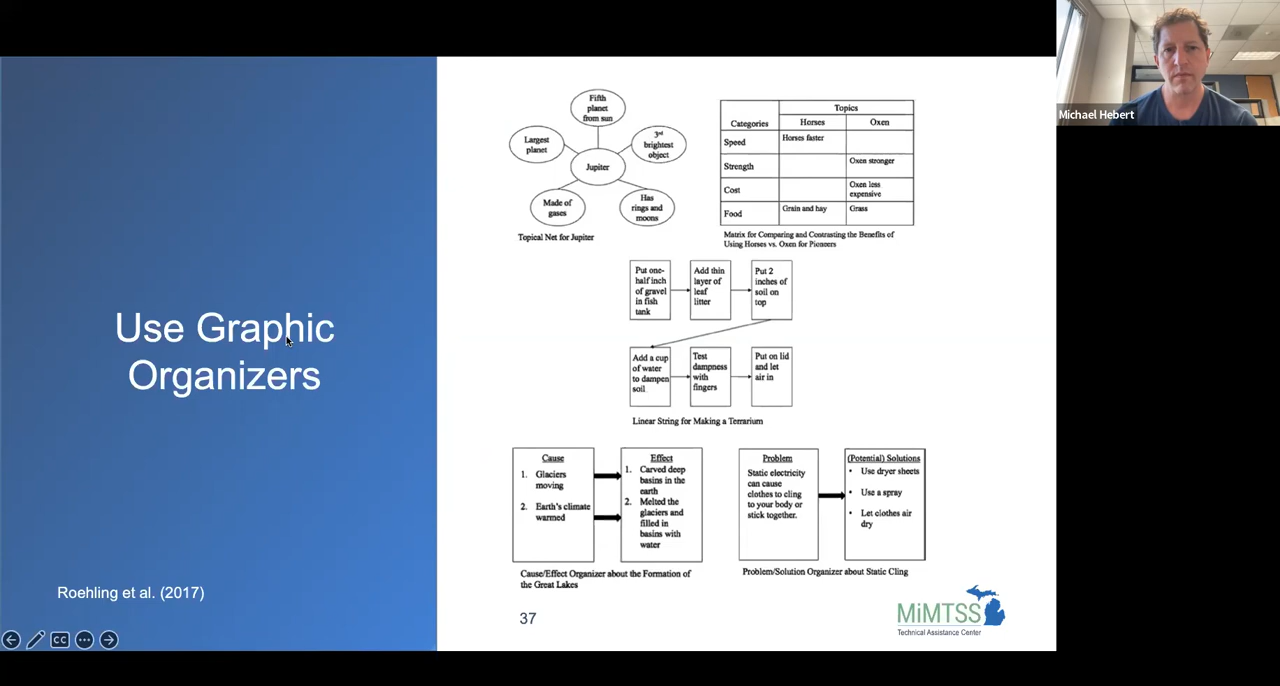 Use Graphic
Organizers
Roehling et al. (2017)
CC
Fifth
planet
from sun
Largest
planet
3rd
brightest
object
Jupiter
Made of
gases
Has
rings and
moons
Topical Net for Jupiter
Topics
Categories
Horses
Oxen
Speed
Horses faster
Strength
Oxen stronger
Cost
Oxen less
expensive
Food
Grain and hay
Grass
Matrix for Comparing and Contrasting the Benefits of
Using Horses vs. Oxen for Pioneers
Put one-
half inch
of gravel
in fish
tank
Add thin
layer of
leaf
litter
Put 2
inches of
soil on
top
Add a cup
of water
to dampen
soil
Test
dampness
with
fingers
Put on lid
and let
air in
Linear String for Making a Terrarium
Cause
1. Glaciers
moving
2. Earth's climate
warmed
Effect
1. Carved deep
basins in the
earth
2. Melted the
glaciers and
filled in
basins with
water
Cause/Effect Organizer about the Formation of
the Great Lakes
Problem
Static electricity
can cause
clothes to cling
to your body or
stick together.
(Potential) Solutions
• Use dryer sheets
• Use a spray
• Let clothes air
dry
Problem/Solution Organizer about Static Cling
37
MiMTSS
Technical Assistance Center
Michael Hebert